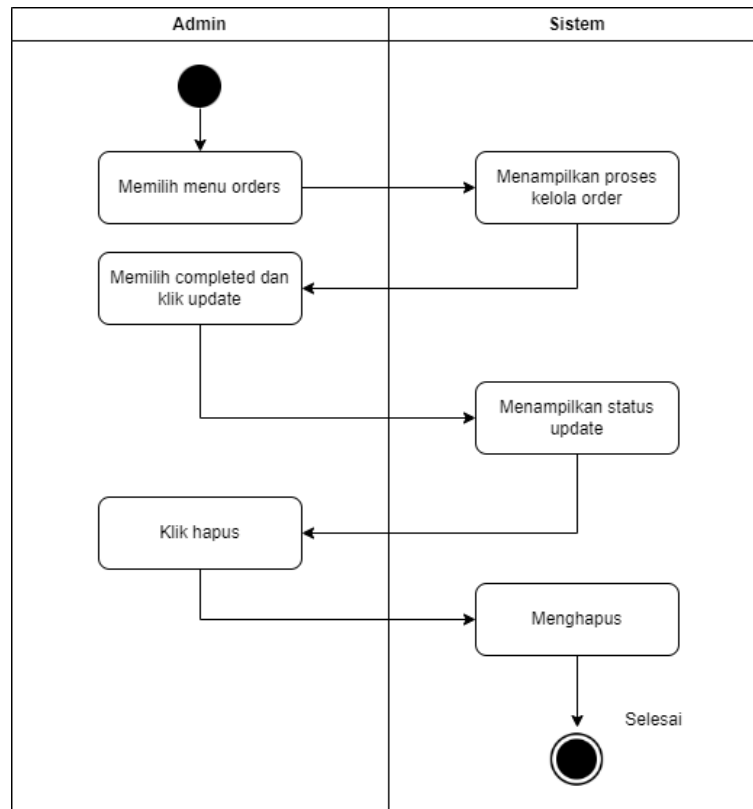 Admin
Sistem
Memilih menu orders
Menampilkan proses
kelola order
Memilih completed dan
klik update
Menampilkan status
update
Klik hapus
Menghapus
Selesai